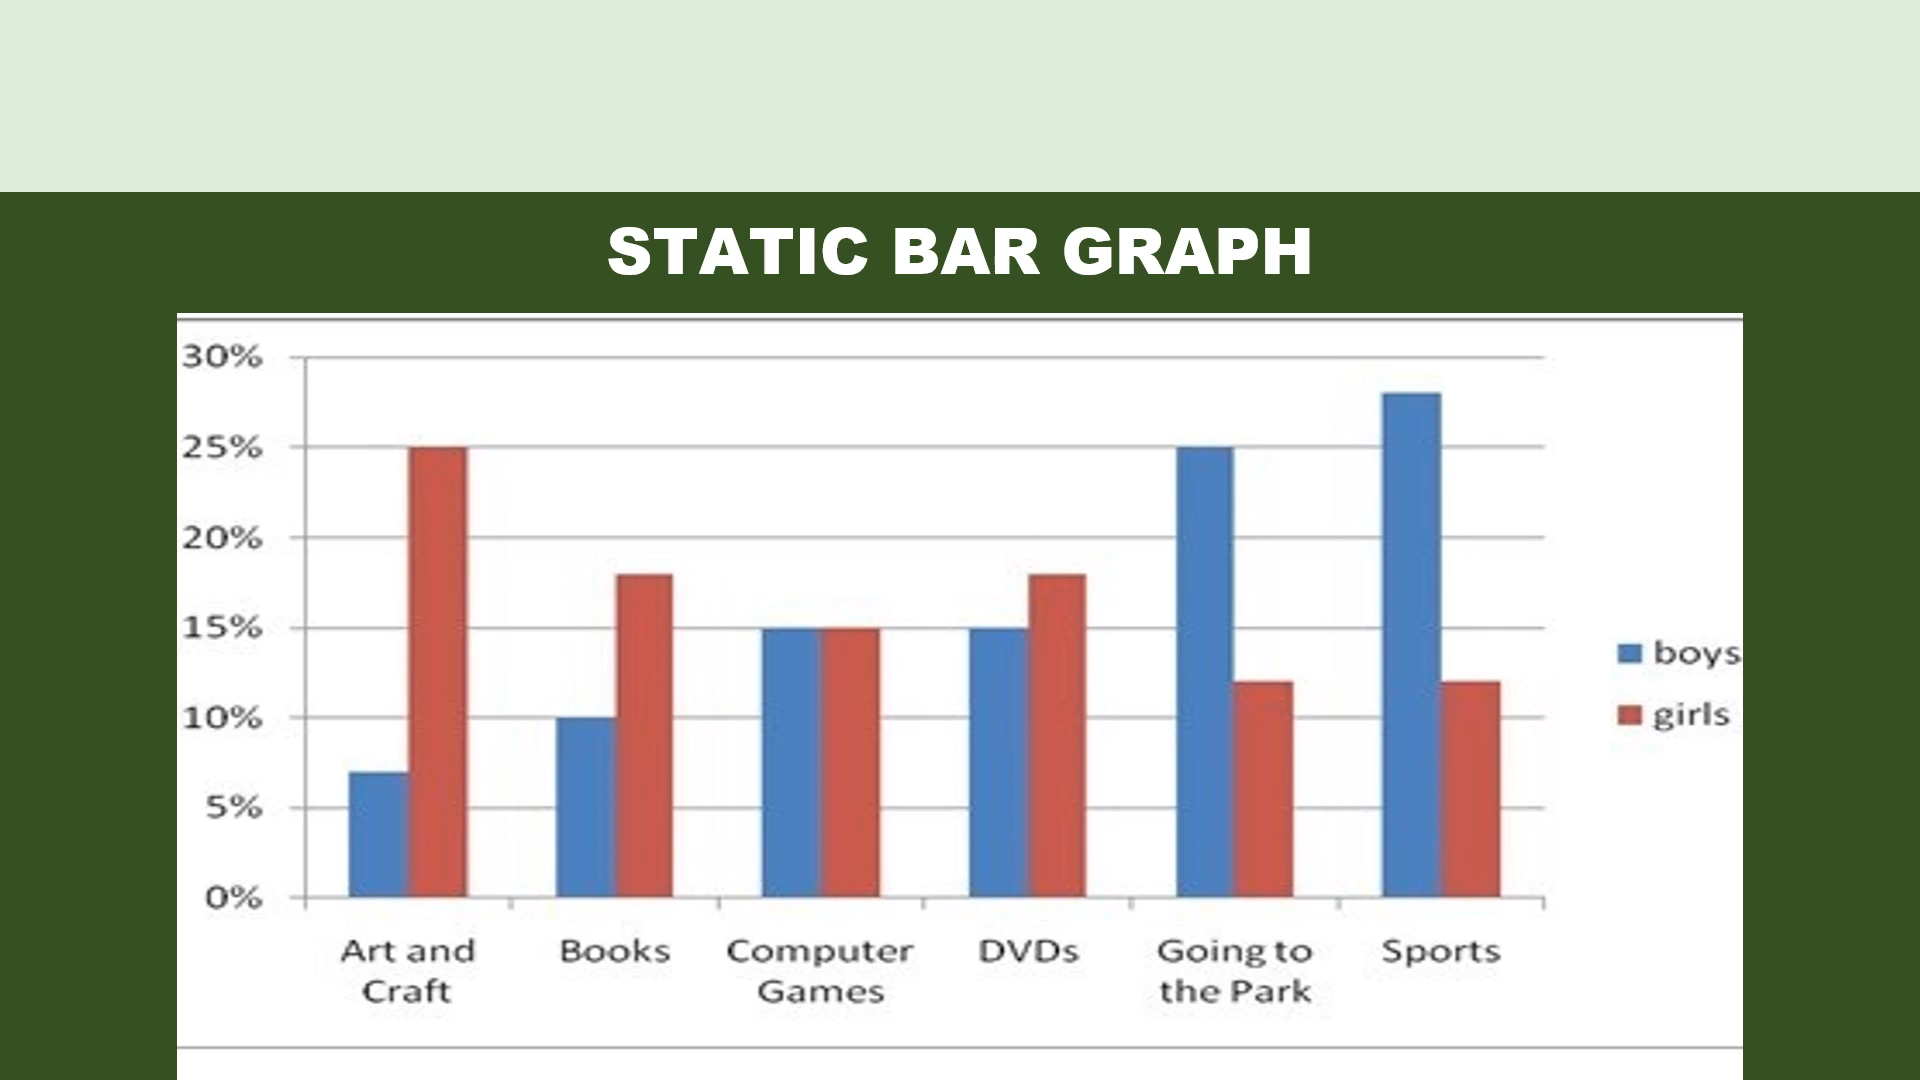 STATIC BAR GRAPH
30%
25%
20%
15%
10%
5%
0%
boys
girls
Art and
Craft
Books
Computer
Games
DVDs
Going to
the Park
Sports